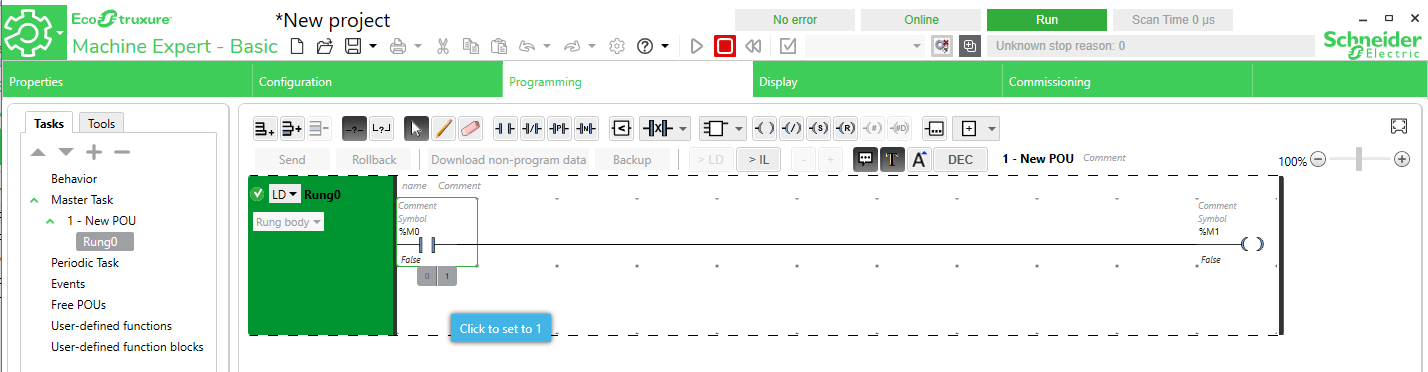 EcoStruxure
*New project
No error
Online
Run
Scan Time 0 µs
Machine Expert - Basic
Unknown stop reason: 0
Schneider
Electric
Properties
Configuration
Programming
Display
Commissioning
Tasks
Tools
Behavior
Master Task
1 - New POU
Rung0
Periodic Task
Events
Free POUs
User-defined functions
User-defined function blocks
Send
Rollback
Download non-program data
Backup
> LD
> IL
-
+
T
A
DEC
1 - New POU
Comment
100%
LD
Rung0
name
Comment
Rung body
Comment
Symbol
%M0
False
0
1
Comment
Symbol
%M1
False
Click to set to 1